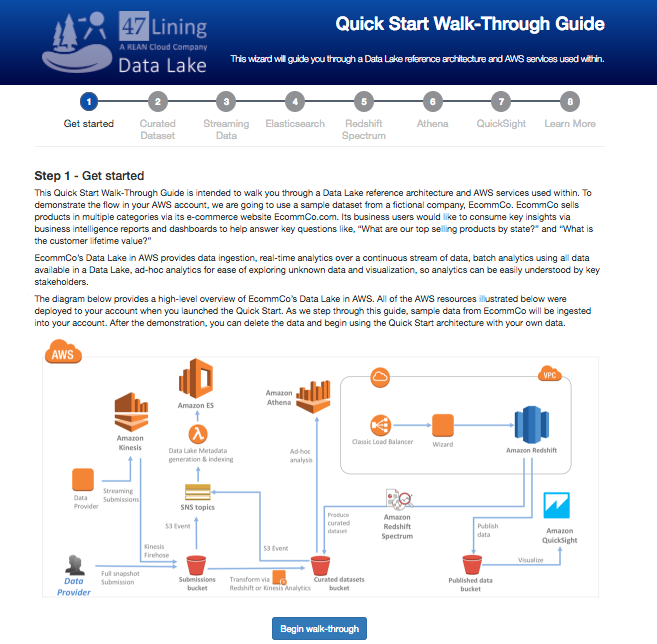 47 Lining
A REAN Cloud Company
Data Lake
Quick Start Walk-Through Guide
This wizard will guide you through a Data Lake reference architecture and AWS services used within.
1 2 3 4 5 6 7 8
Get started
Curated
Dataset
Streaming
Data
Elasticsearch
Redshift
Spectrum
Athena
QuickSight
Learn More
Step 1 - Get started
This Quick Start Walk-Through Guide is intended to walk you through a Data Lake reference architecture and AWS services used within. To
demonstrate the flow in your AWS account, we are going to use a sample dataset from a fictional company, EcommCo. EcommCo sells
products in multiple categories via its e-commerce website EcommCo.com. Its business users would like to consume key insights via
business intelligence reports and dashboards to help answer key questions like, “What are our top selling products by state?” and “What is
the customer lifetime value?”
EcommCo’s Data Lake in AWS provides data ingestion, real-time analytics over a continuous stream of data, batch analytics using all data
available in a Data Lake, ad-hoc analytics for ease of exploring unknown data and visualization, so analytics can be easily understood by key
stakeholders.
The diagram below provides a high-level overview of EcommCo’s Data Lake in AWS. All of the AWS resources illustrated below were
deployed to your account when you launched the Quick Start. As we step through this guide, sample data from EcommCo will be ingested
into your account. After the demonstration, you can delete the data and begin using the Quick Start architecture with your own data.
AWS
Amazon ES
Amazon
Athena
VPC
Amazon
Kinesis
Data Lake Metadata
generation & indexing
Ad-hoc
analysis
Classic Load Balancer
Wizard
Amazon Redshift
Data
Provider
Streaming
Submissions
SNS topics
S3 Event
Produce
curated
dataset
Amazon
Redshift
Spectrum
Publish
data
Amazon
QuickSight
Kinesis
Firehose
S3 Event
Visualize
Data
Provider
Full snapshot
Submission
Submissions
bucket
Transform via
Redshift or Kinesis Analytics
Curated datasets
bucket
Published data
bucket
Begin walk-through